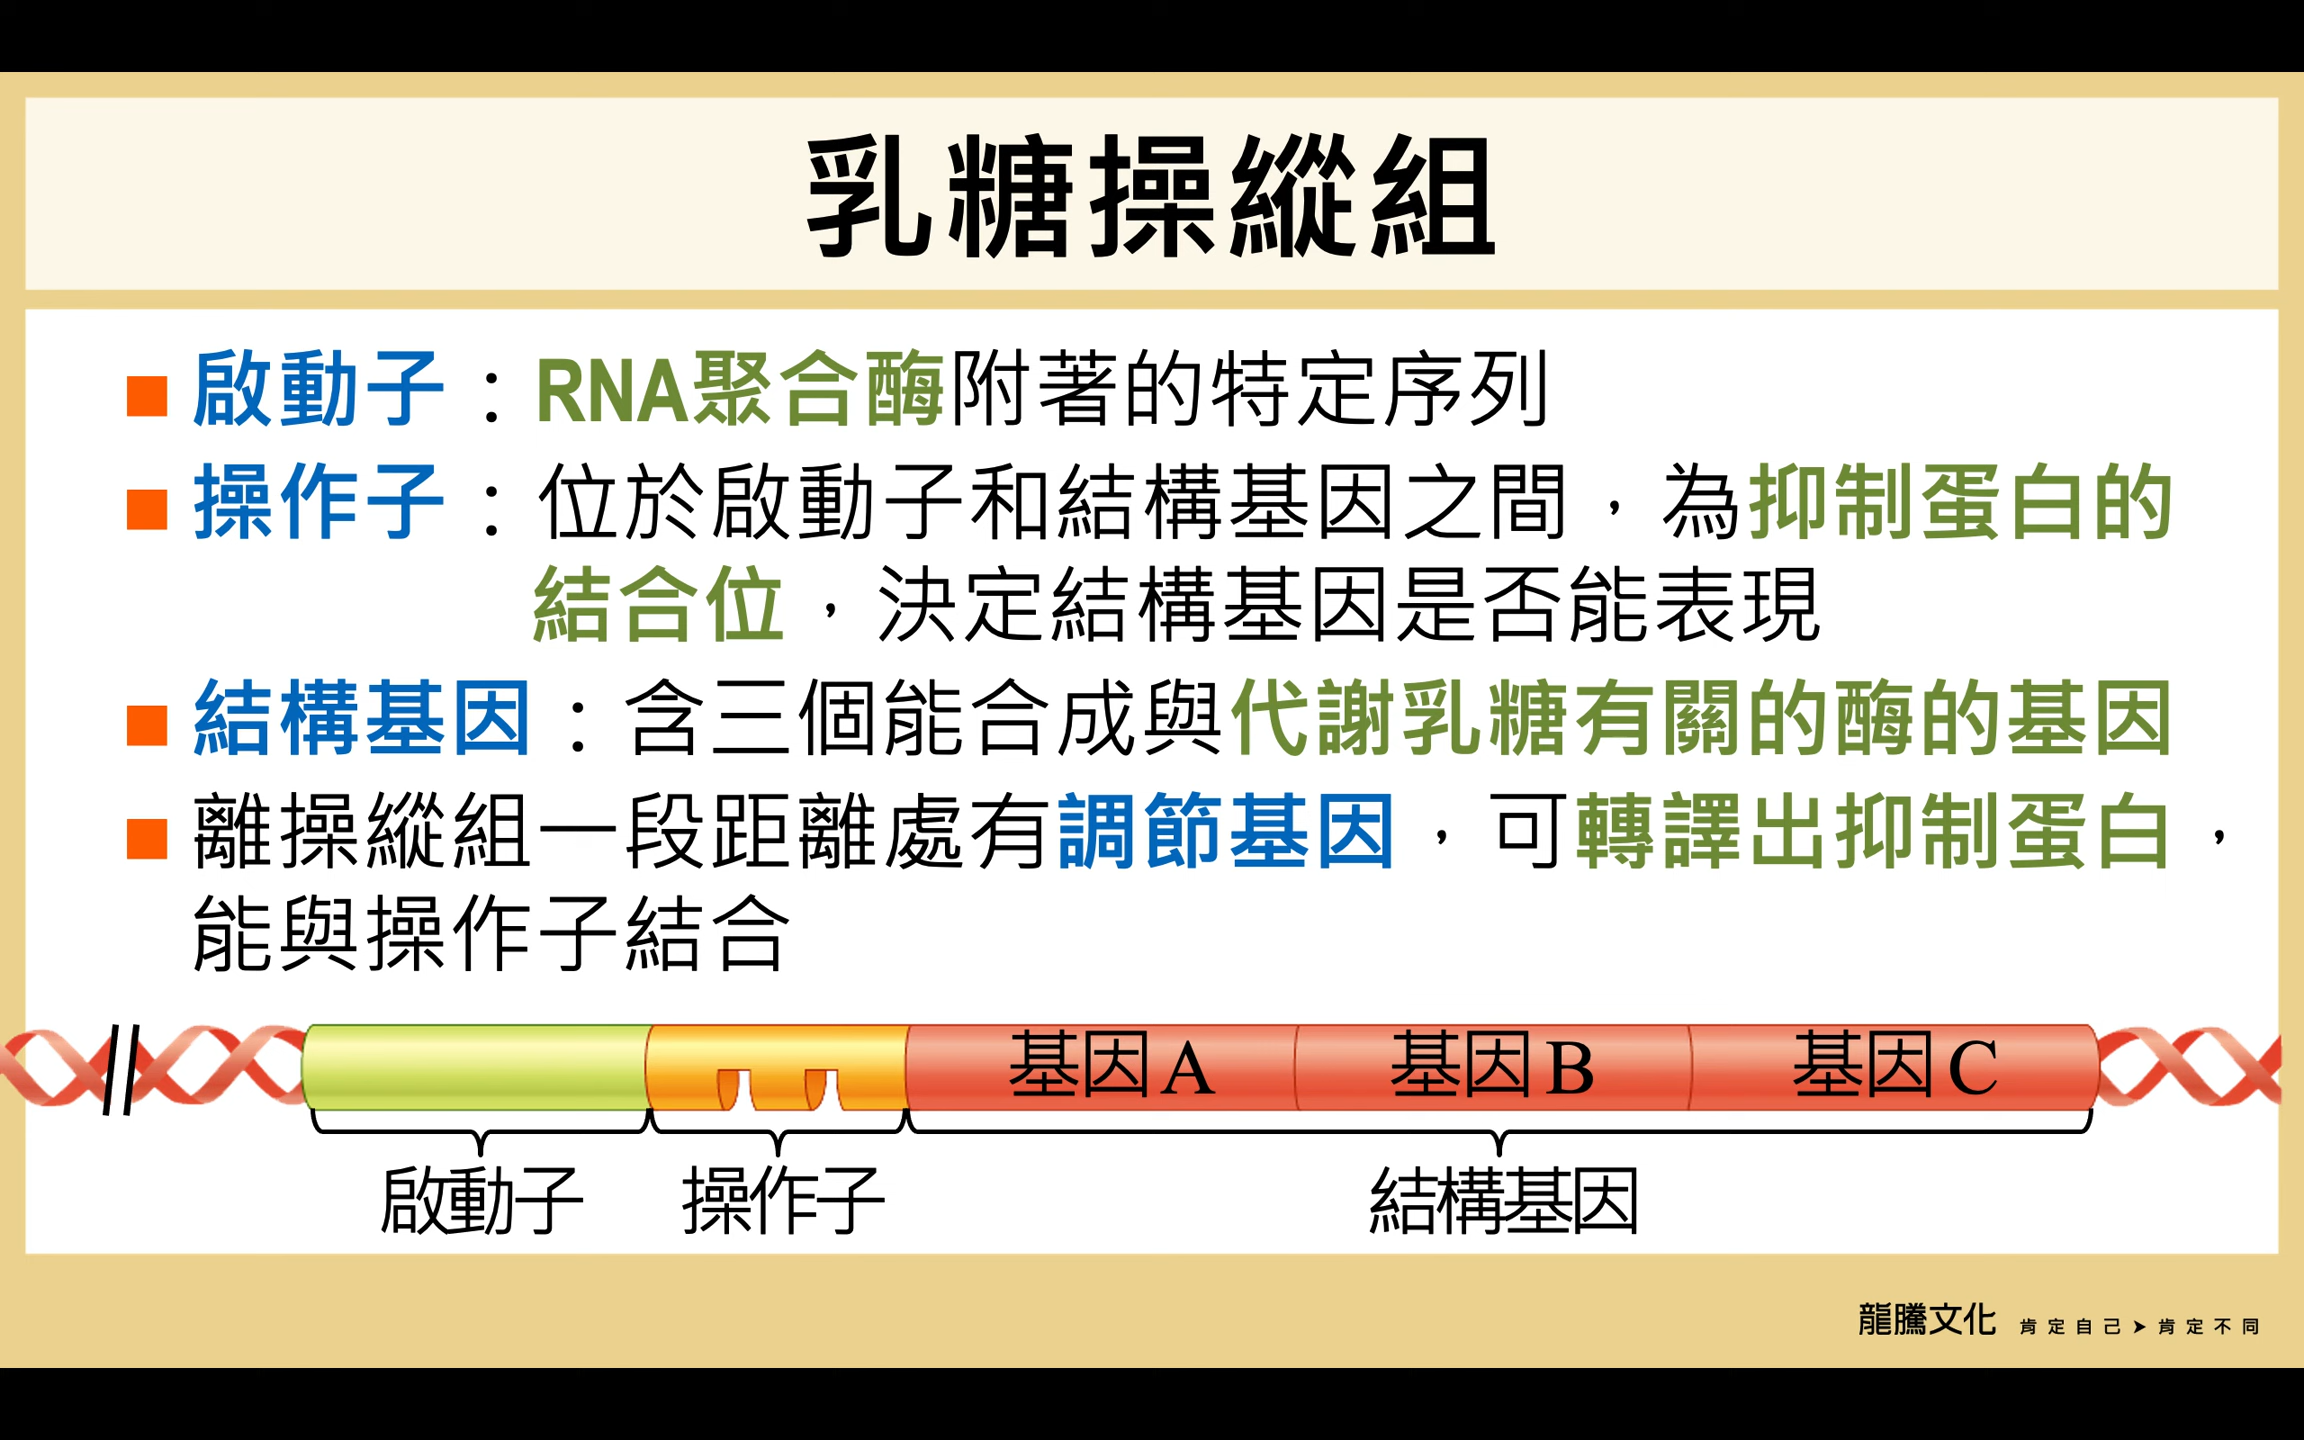 乳糖操縱組
啟動子：RNA聚合酶附著的特定序列
操作子：位於啟動子和結構基因之間，為抑制蛋白的
結合位，決定結構基因是否能表現
結構基因：含三個能合成與代謝乳糖有關的酶的基因
離操縱組一段距離處有調節基因，可轉譯出抑制蛋白，
能與操作子結合
基因A 基因B 基因C
啟動子 操作子 結構基因
龍騰文化 肯定自己➤肯定不同